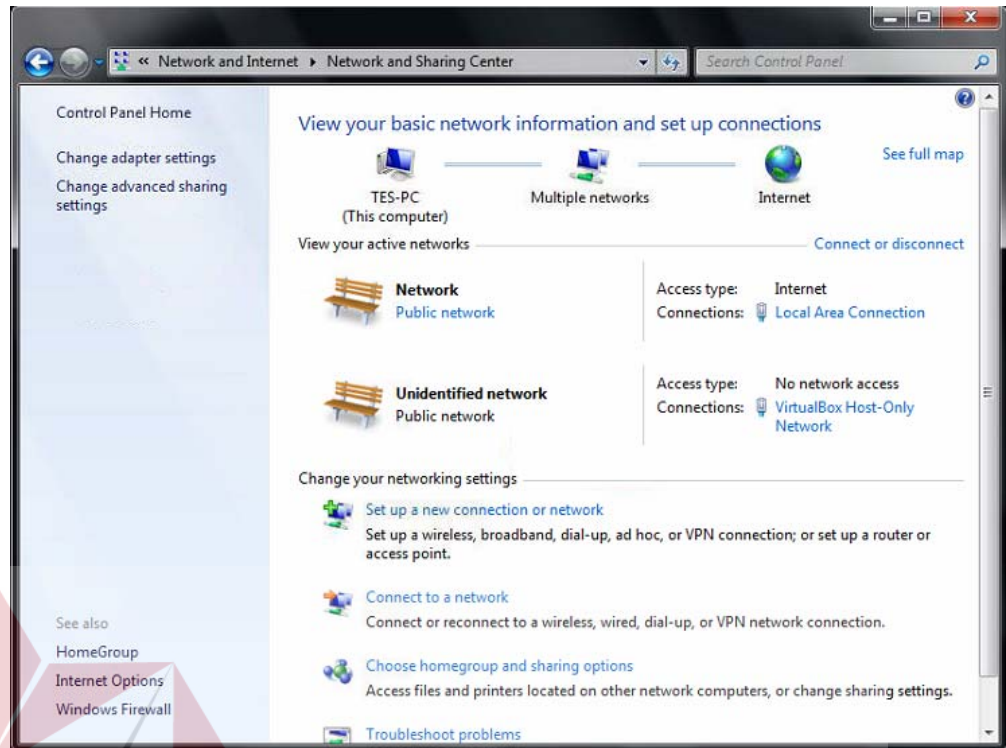 « Network and Internet ▸ Network and Sharing Center
Search Control Panel
Control Panel Home
Change adapter settings
Change advanced sharing
settings
See also
HomeGroup
Internet Options
Windows Firewall
View your basic network information and set up connections
See full map
TES-PC
(This computer)
Multiple networks
Internet
View your active networks
Connect or disconnect
Network
Public network
Access type: Internet
Connections: Local Area Connection
Unidentified network
Public network
Access type: No network access
Connections: VirtualBox Host-Only
Network
Change your networking settings
Set up a new connection or network
Set up a wireless, broadband, dial-up, ad hoc, or VPN connection; or set up a router or
access point.
Connect to a network
Connect or reconnect to a wireless, wired, dial-up, or VPN network connection.
Choose homegroup and sharing options
Access files and printers located on other network computers, or change sharing settings.
Troubleshoot problems